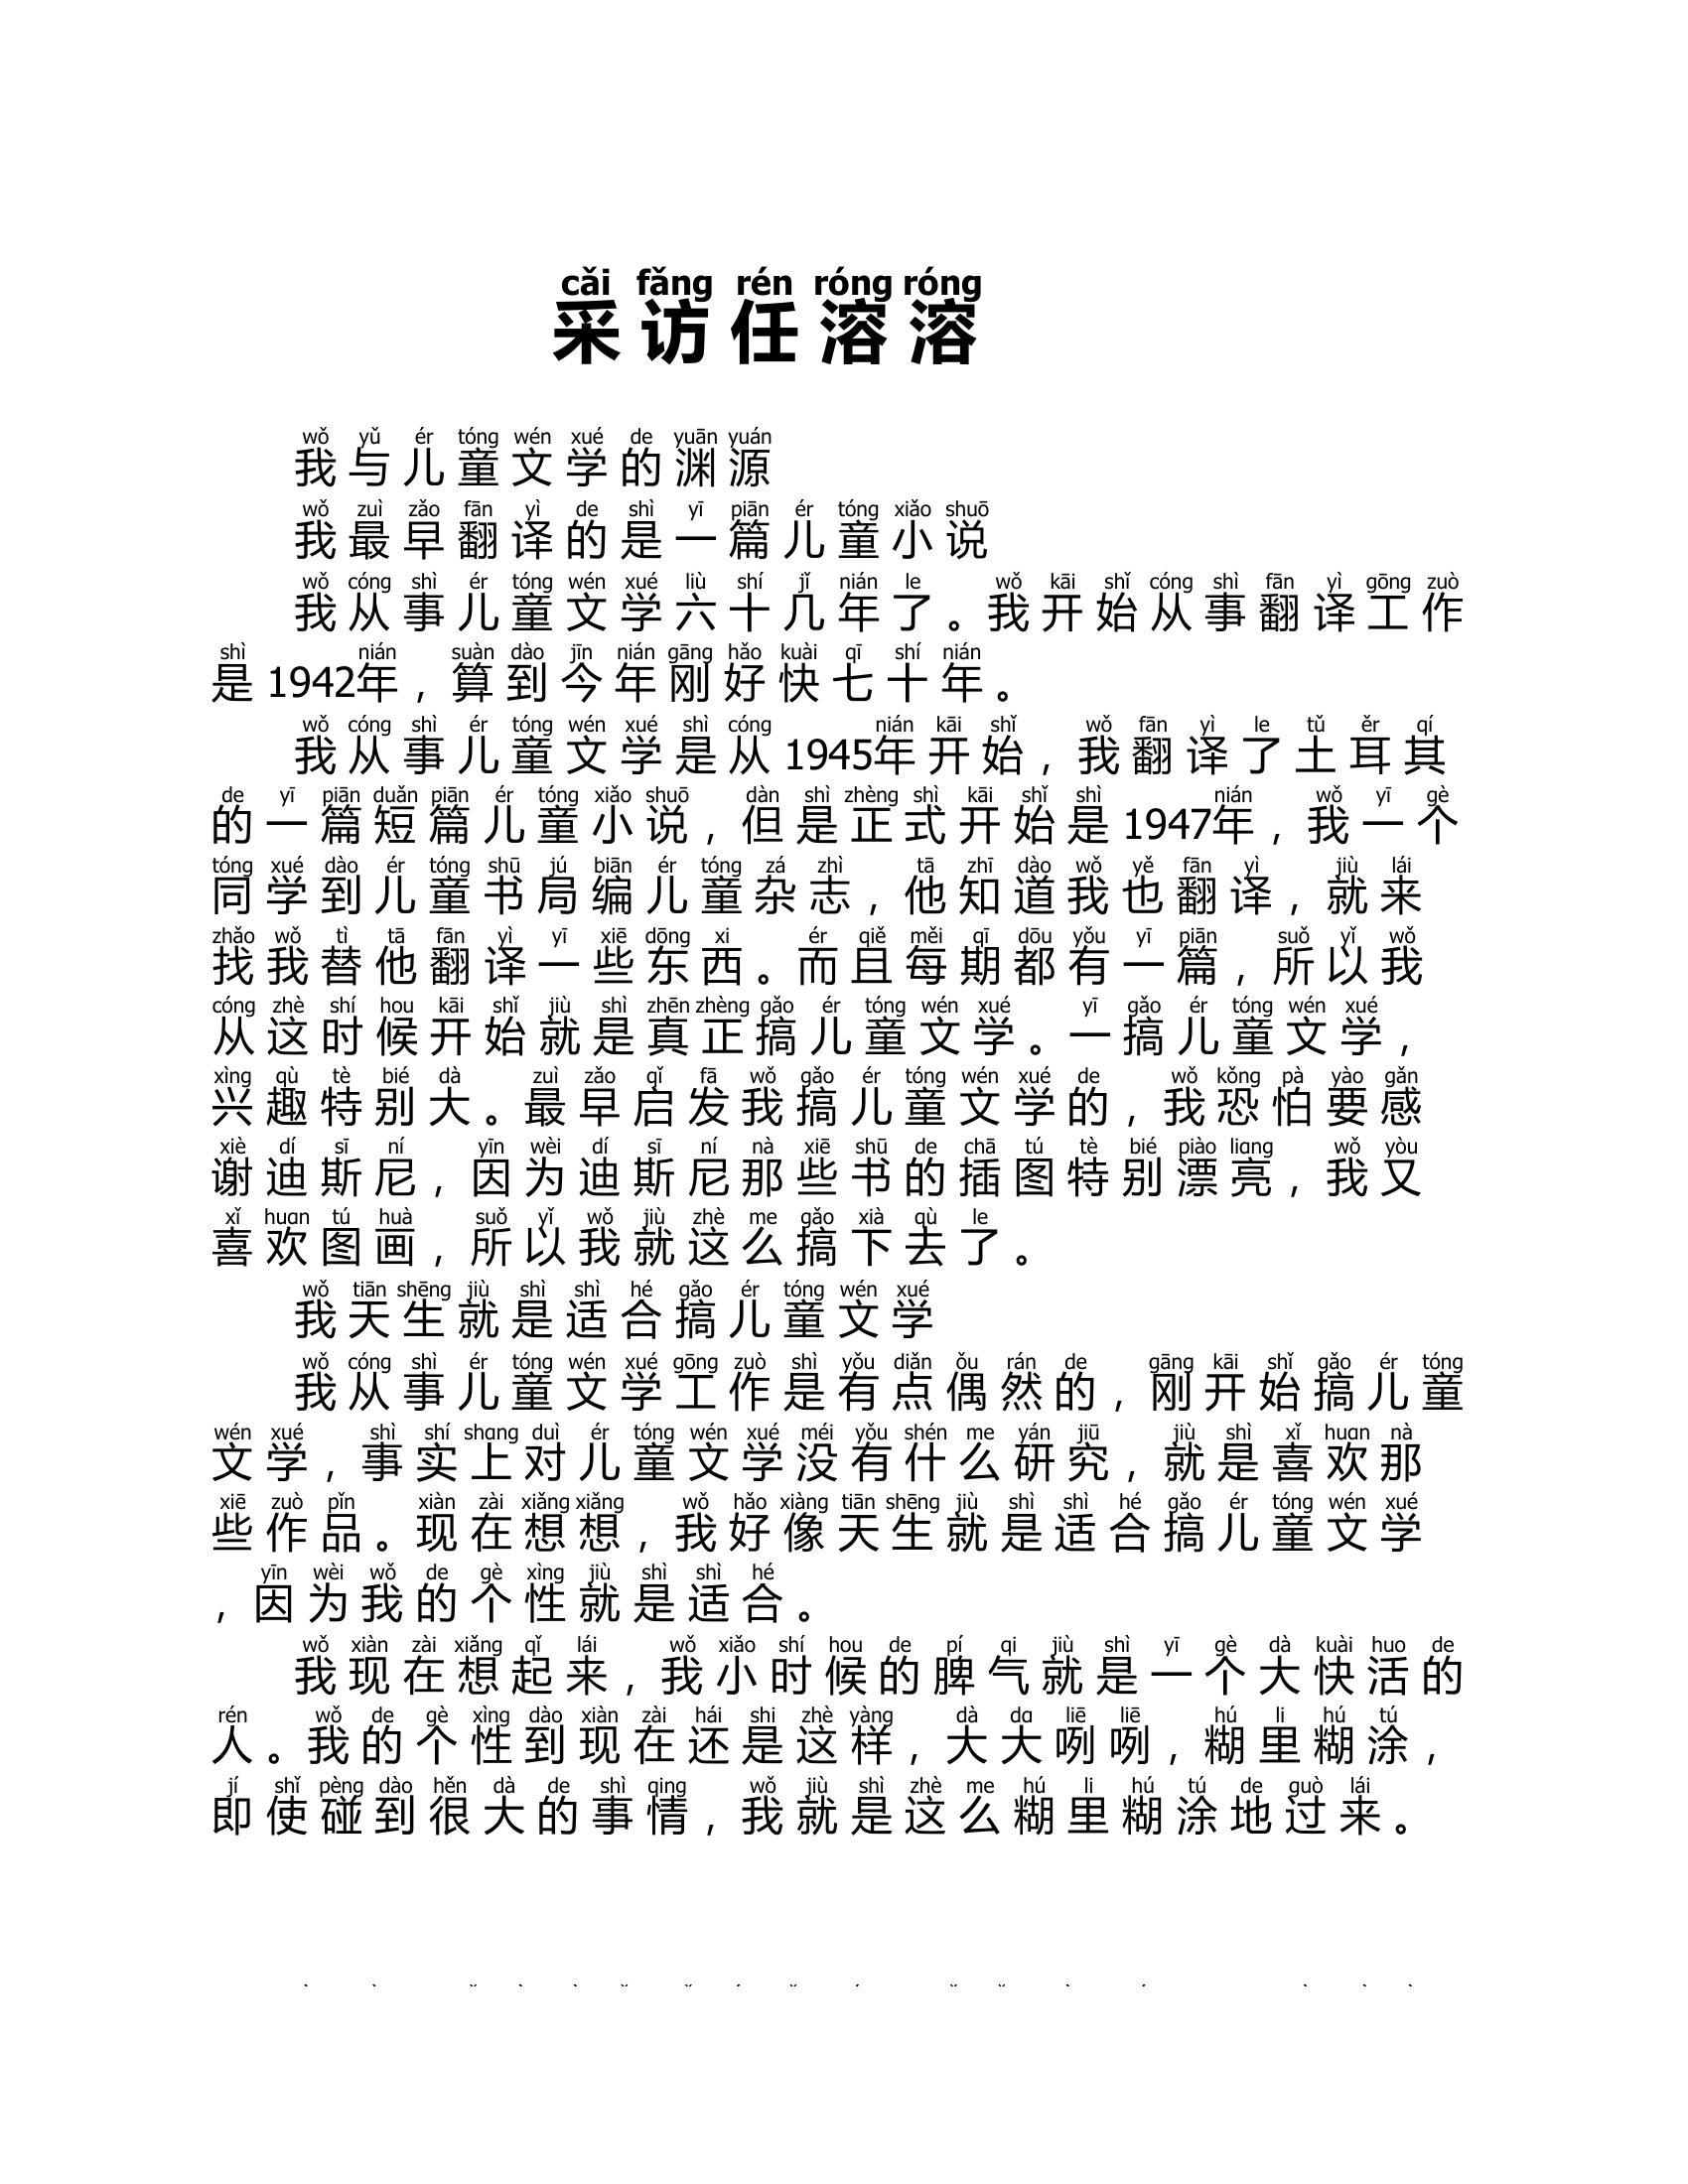 cǎi fǎng rén róng róng
采访任溶溶
wǒ yǔ ér tóng wén xué de yuān yuán
我与儿童文学的渊源
wǒ zuì zǎo fān yì de shì yī piān ér tóng xiǎo shuō
我最早翻译的是一篇儿童小说
wǒ cóng shì ér tóng wén xué liù shí jǐ nián le wǒ kāi shǐ cóng shì fān yì gōng zuò
我从事儿童文学六十几年了。我开始从事翻译工作
shì nián suàn dào jīn nián gāng hǎo kuài qī shí nián
是1942年，算到今年刚好快七十年。
wǒ cóng shì ér tóng wén xué shì cóng nián kāi shǐ wǒ fān yì le tǔ ěr qí
我从事儿童文学是从1945年开始，我翻译了土耳其
de yī piān duǎn piān ér tóng xiǎo shuō dàn shì zhèng shì kāi shǐ shì nián wǒ yī gè
的一篇短篇儿童小说，但是正式开始是1947年，我一个
tóng xué dào ér tóng shū jú biān ér tóng zá zhì tā zhī dào wǒ yě fān yì jiù lái
同学到儿童书局编儿童杂志，他知道我也翻译，就来
zhǎo wǒ tì tā fān yì yī xiē dōng xi ér qiě měi qī dōu yǒu yī piān suǒ yǐ wǒ
找我替他翻译一些东西。而且每期都有一篇，所以我
cóng zhè shí hou kāi shǐ jiù shì zhēn zhèng gǎo ér tóng wén xué yī gǎo ér tóng wén xué
从这时候开始就是真正搞儿童文学。一搞儿童文学，
xìng qù tè bié dà zuì zǎo qǐ fā wǒ gǎo ér tóng wén xué de wǒ kǒng pà yào gǎn
兴趣特别大。最早启发我搞儿童文学的，我恐怕要感
xiè dí sī ní yīn wèi dí sī ní nà xiē shū de chā tú tè bié piào liang wǒ yòu
谢迪斯尼，因为迪斯尼那些书的插图特别漂亮，我又
xǐ huan tú huà suǒ yǐ wǒ jiù zhè me gǎo xià qù le
喜欢图画，所以我就这么搞下去了。
wǒ tiān shēng jiù shì shì hé gǎo ér tóng wén xué
我天生就是适合搞儿童文学
wǒ cóng shì ér tóng wén xué gōng zuò shì yǒu diǎn ǒu rán de gāng kāi shǐ gǎo ér tóng
我从事儿童文学工作是有点偶然的，刚开始搞儿童
wén xué shì shí shang duì ér tóng wén xué méi yǒu shén me yán jiū jiù shì xǐ huan nà
文学，事实上对儿童文学没有什么研究，就是喜欢那
xiē zuò pǐn xiàn zài xiǎng xiǎng wǒ hǎo xiàng tiān shēng jiù shì shì hé gǎo ér tóng wén xué
些作品。现在想想，我好像天生就是适合搞儿童文学
yīn wèi wǒ de gè xìng jiù shì shì hé
，因为我的个性就是适合。
wǒ xiàn zài xiǎng qǐ lái wǒ xiǎo shí hou de pí qi jiù shì yī gè dà kuài huo de
我现在想起来，我小时候的脾气就是一个大快活的
rén wǒ de gè xìng dào xiàn zài hái shi zhè yàng dà da liē liē hú li hú tú
人。我的个性到现在还是这样，大大咧咧，糊里糊涂，
jí shǐ pèng dào hěn dà de shì qing wǒ jiù shì zhè me hú li hú tú de guò lái
即使碰到很大的事情，我就是这么糊里糊涂地过来。